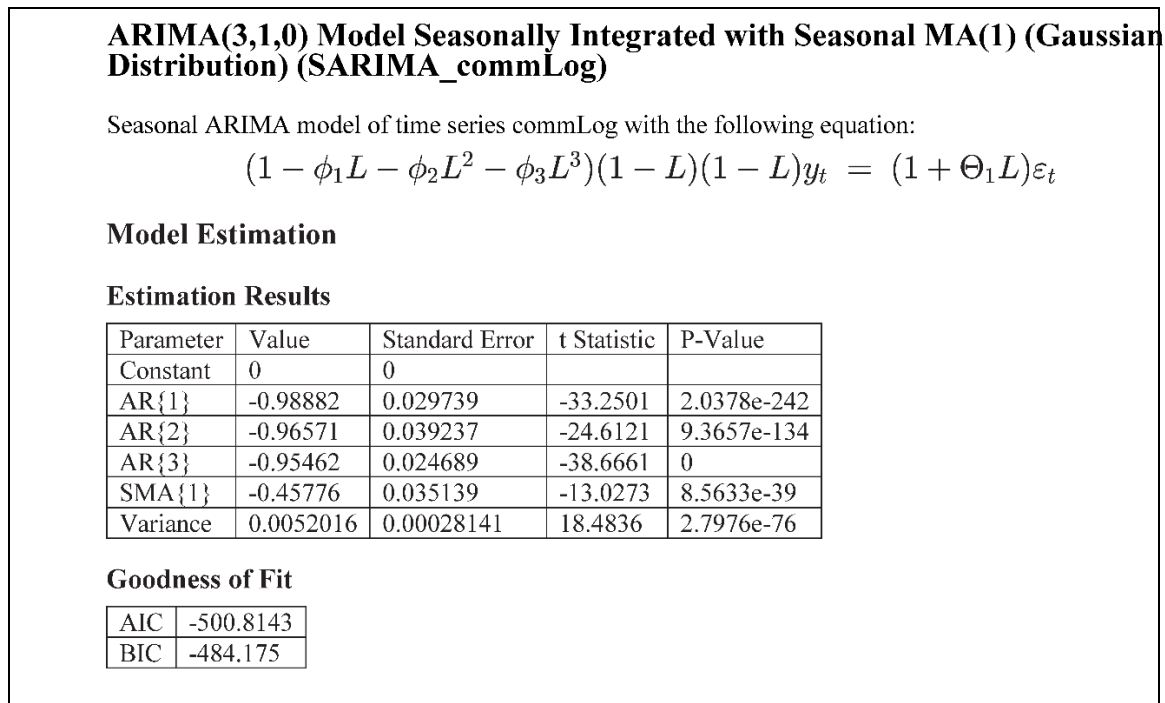 ARIMA(3,1,0) Model Seasonally Integrated with Seasonal MA(1) (Gaussian
Distribution) (SARIMA_commLog)
Seasonal ARIMA model of time series commLog with the following equation:
(1 − ϕ₁L − ϕ₂L² − ϕ₃L³)(1 − L)(1 − L)yₜ = (1 + Θ₁L)εₜ
Model Estimation
Estimation Results
Parameter Value Standard Error t Statistic P-Value
Constant 0 0
AR{1} -0.98882 0.029739 -33.2501 2.0378e-242
AR{2} -0.96571 0.039237 -24.6121 9.3657e-134
AR{3} -0.95462 0.024689 -38.6661 0
SMA{1} -0.45776 0.035139 -13.0273 8.5633e-39
Variance 0.0052016 0.00028141 18.4836 2.7976e-76
Goodness of Fit
AIC -500.8143
BIC -484.175